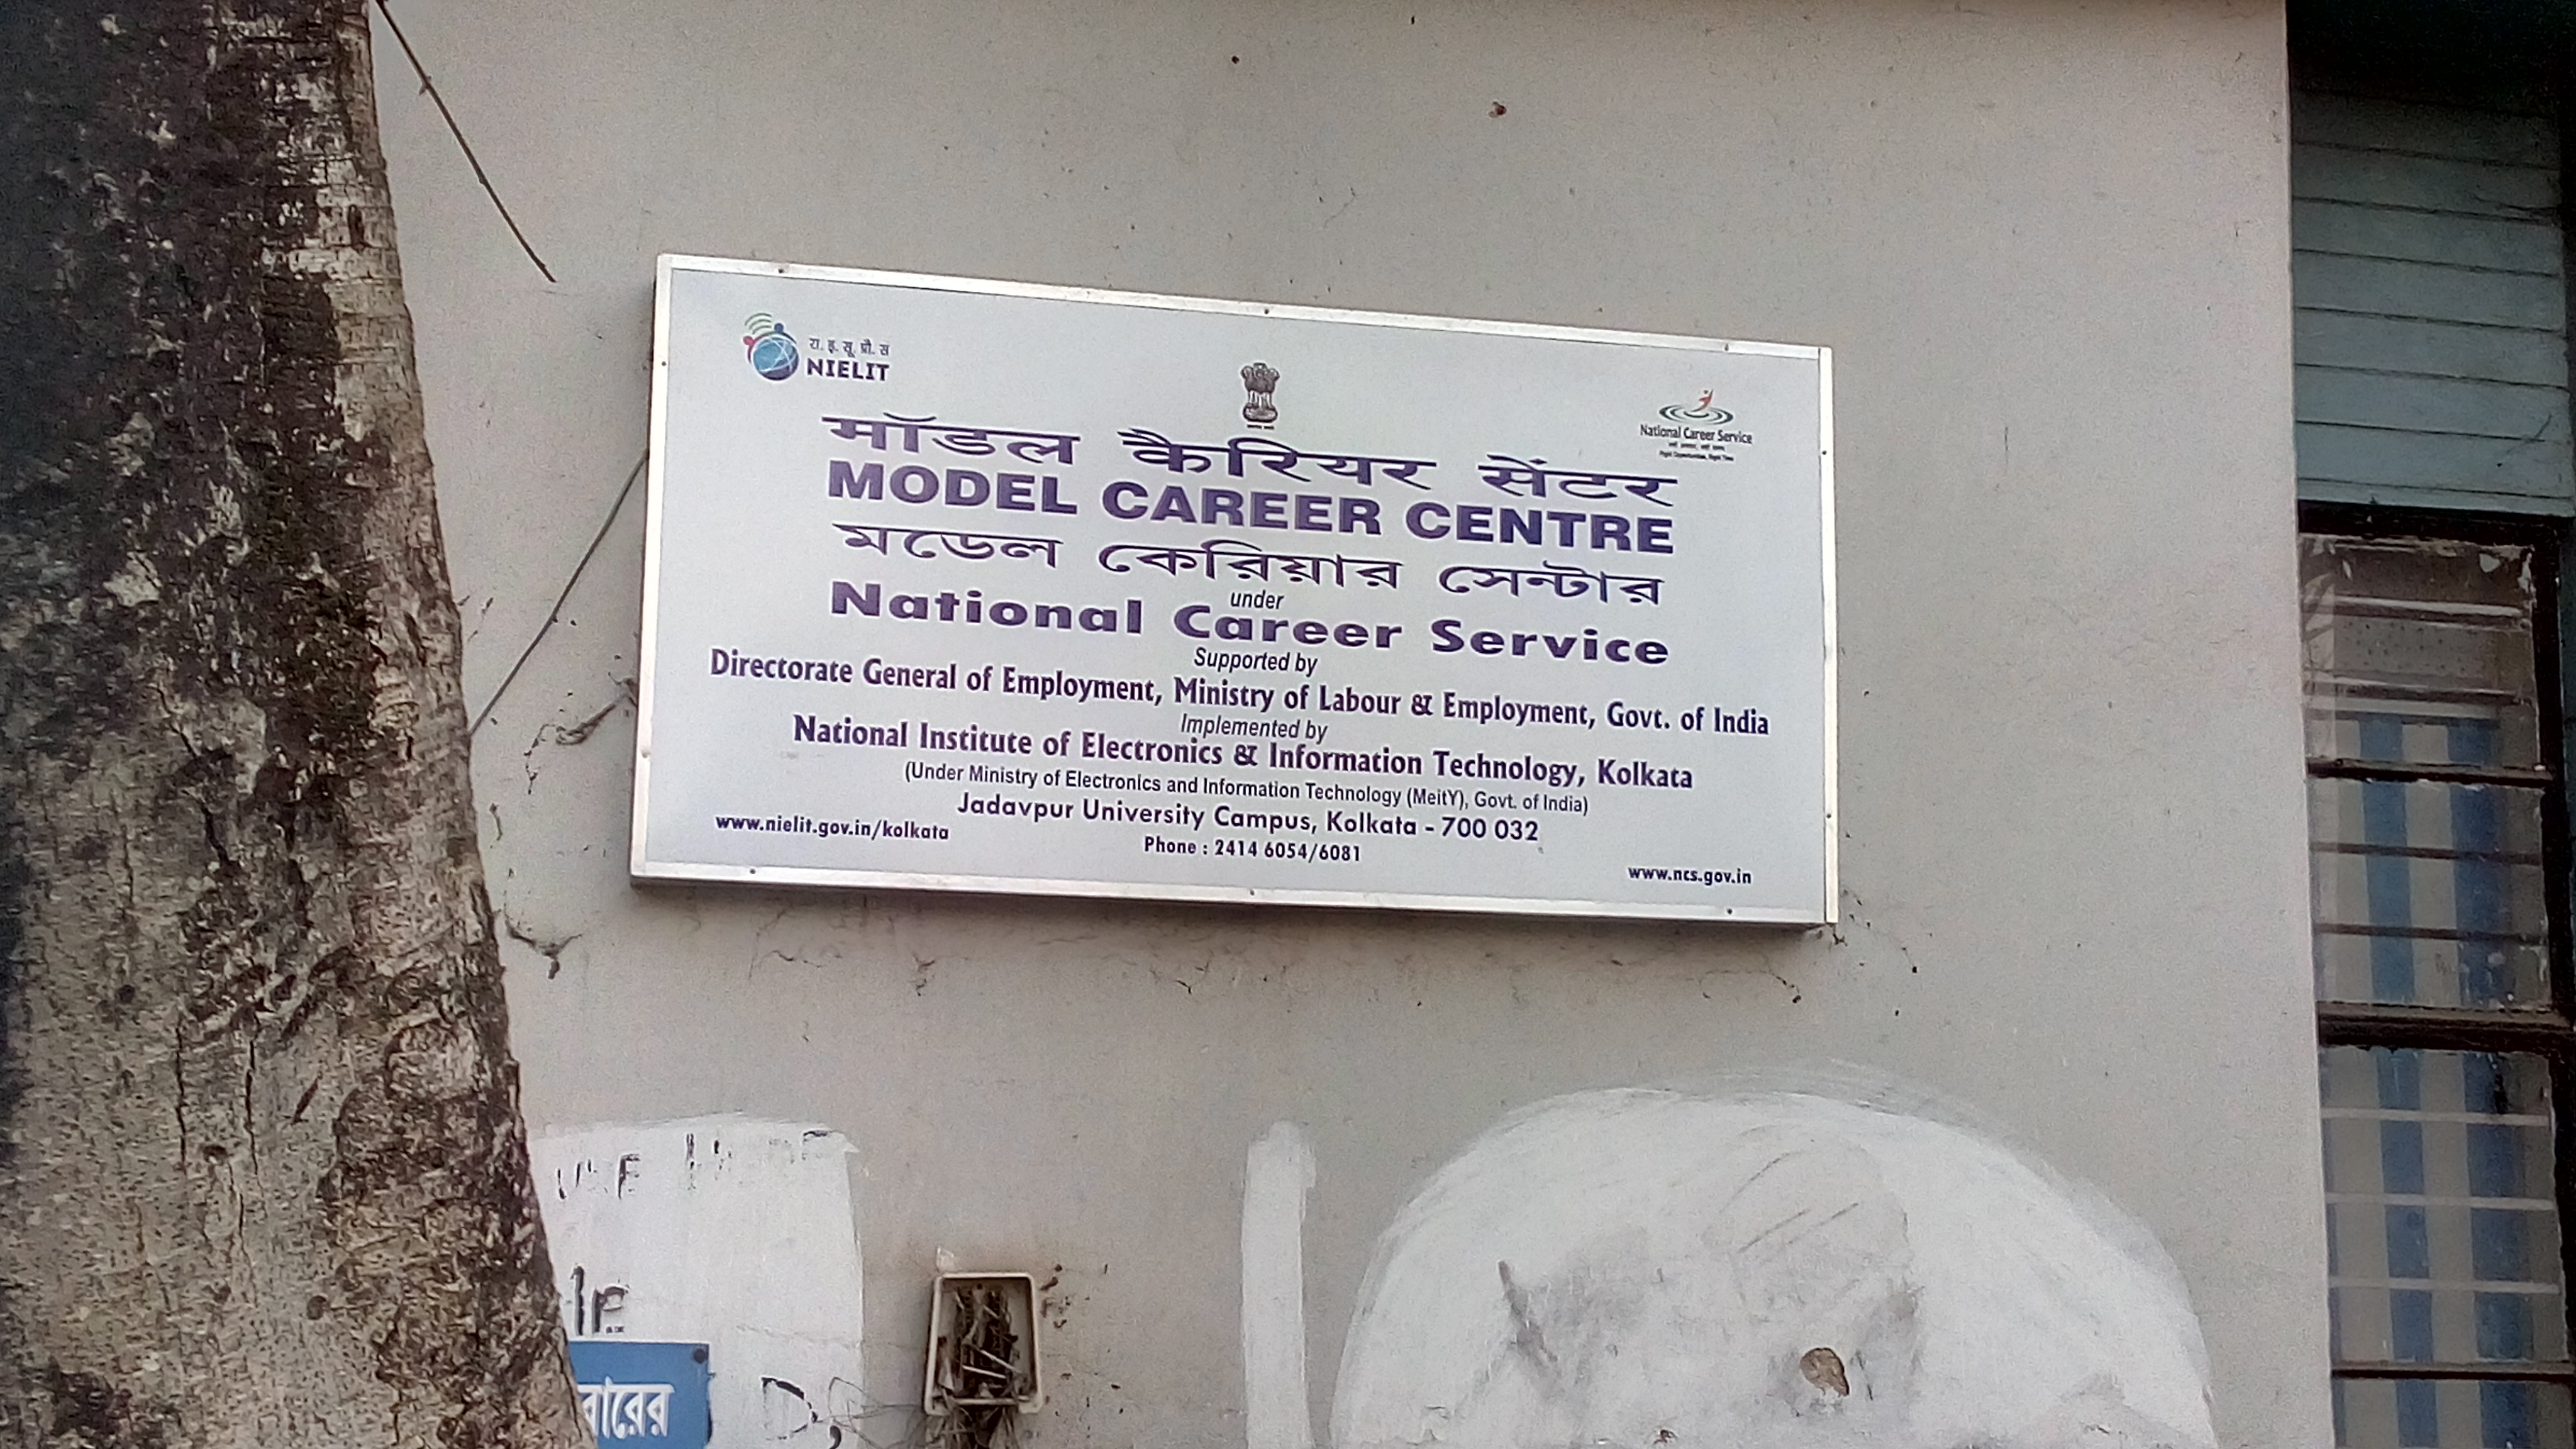 रा. इ. सू. प्रौ. स
NIELIT
National Career Service
मॉडल कैरियर सेंटर
MODEL CAREER CENTRE
মডেল কেরিয়ার সেন্টার
under
National Career Service
Supported by
Directorate General of Employment, Ministry of Labour & Employment, Govt. of India
Implemented by
National Institute of Electronics & Information Technology, Kolkata
(Under Ministry of Electronics and Information Technology (MeitY), Govt. of India)
Jadavpur University Campus, Kolkata - 700 032
www.nielit.gov.in/kolkata
Phone : 2414 6054/6081
www.ncs.gov.in
বারের